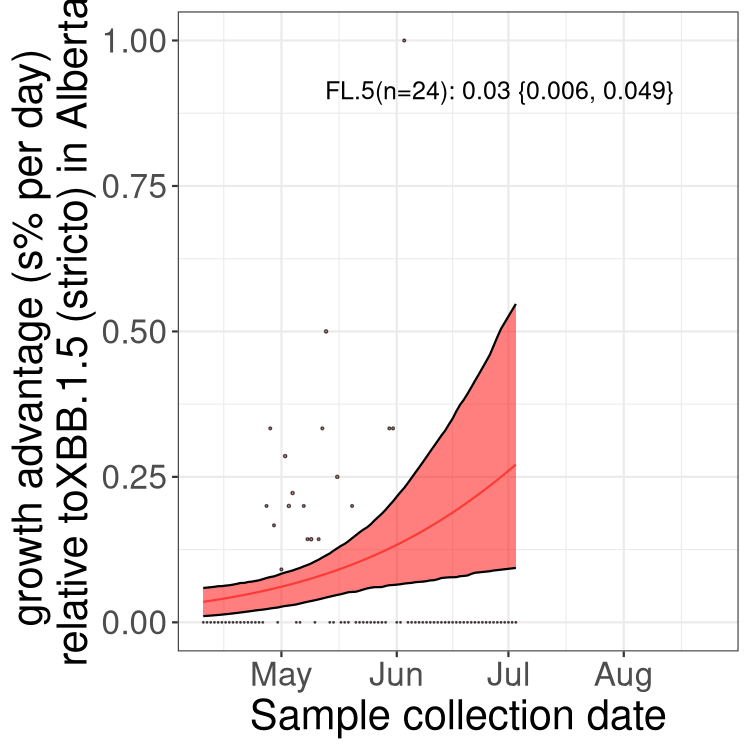 growth advantage (s% per day)
relative toXBB.1.5 (stricto) in Alberta
1.00
0.75
0.50
0.25
0.00
FL.5(n=24): 0.03 {0.006, 0.049}
May Jun Jul Aug
Sample collection date